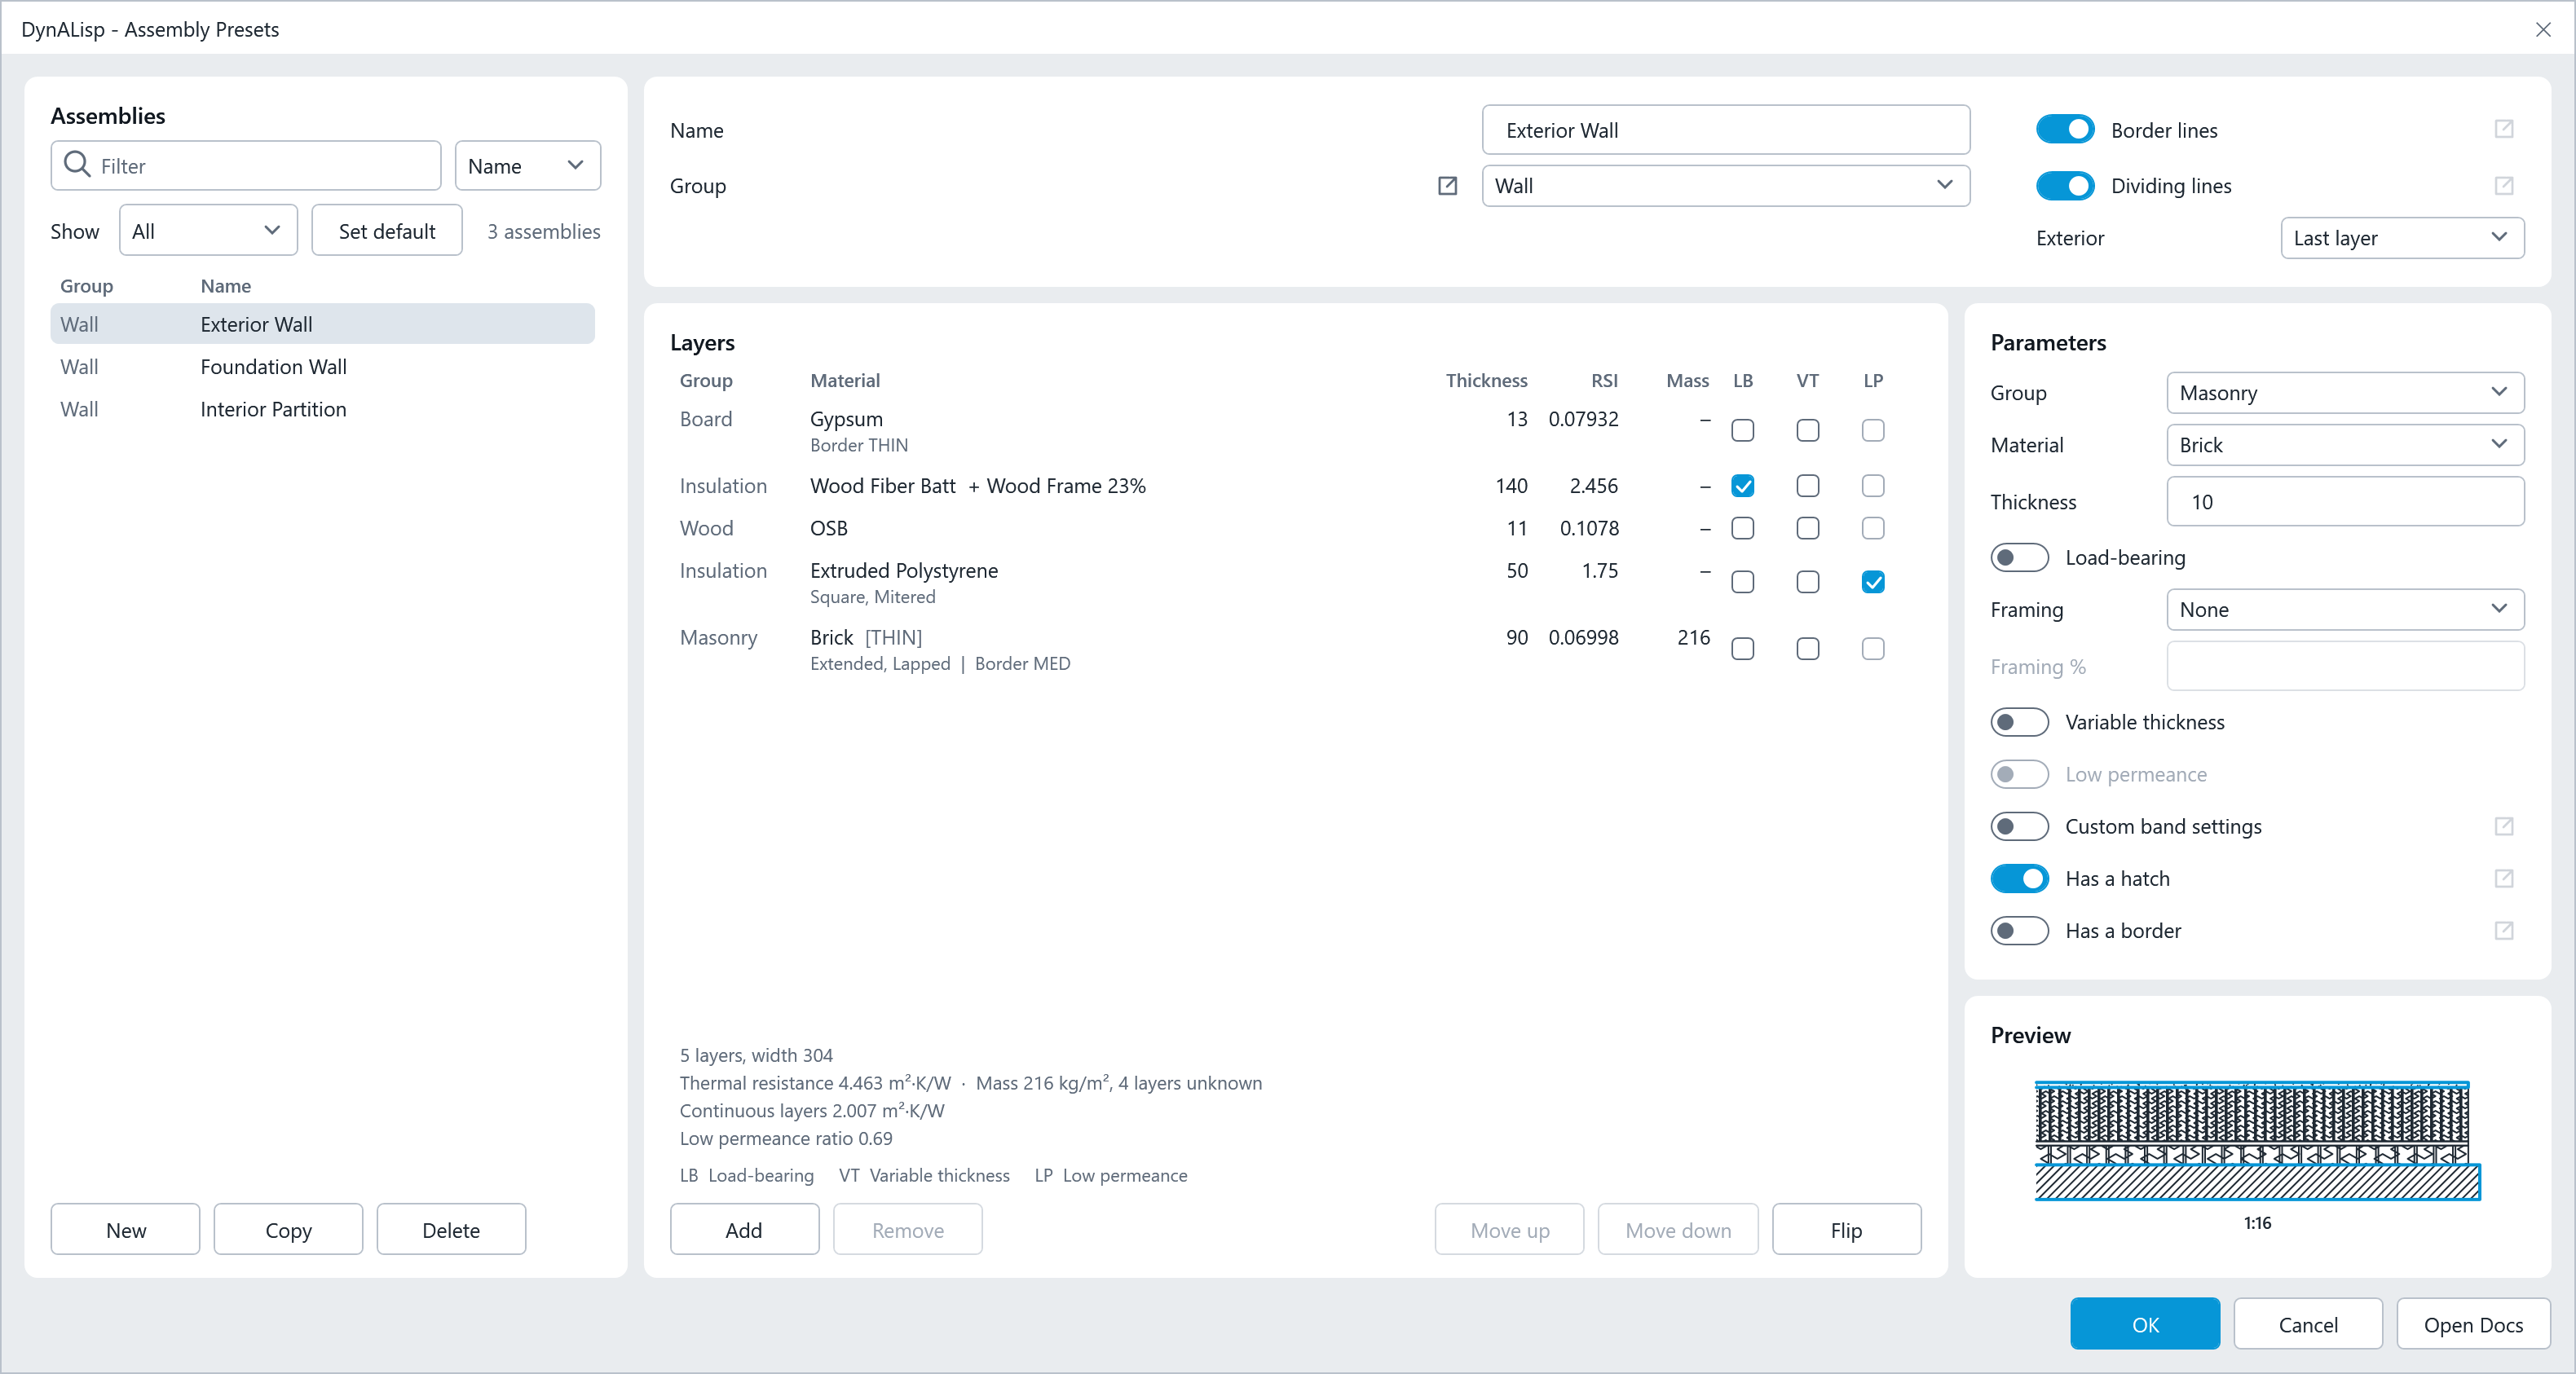 DynALisp - Assembly Presets
Assemblies
Filter
Name
Show
All
Set default
3 assemblies
Group Name
Wall Exterior Wall
Wall Foundation Wall
Wall Interior Partition
New
Copy
Delete
Name
Exterior Wall
Group
Wall
Border lines
Dividing lines
Exterior
Last layer
Layers
Group Material Thickness RSI Mass LB VT LP
Board Gypsum 13 0.07932 –
Border THIN
Insulation Wood Fiber Batt + Wood Frame 23% 140 2.456 –
Wood OSB 11 0.1078 –
Insulation Extruded Polystyrene 50 1.75 –
Square, Mitered
Masonry Brick [THIN] 90 0.06998 216
Extended, Lapped | Border MED
5 layers, width 304
Thermal resistance 4.463 m²·K/W · Mass 216 kg/m², 4 layers unknown
Continuous layers 2.007 m²·K/W
Low permeance ratio 0.69
LB Load-bearing VT Variable thickness LP Low permeance
Add
Remove
Move up
Move down
Flip
Parameters
Group
Masonry
Material
Brick
Thickness
10
Load-bearing
Framing
None
Framing %
Variable thickness
Low permeance
Custom band settings
Has a hatch
Has a border
Preview
1:16
OK
Cancel
Open Docs